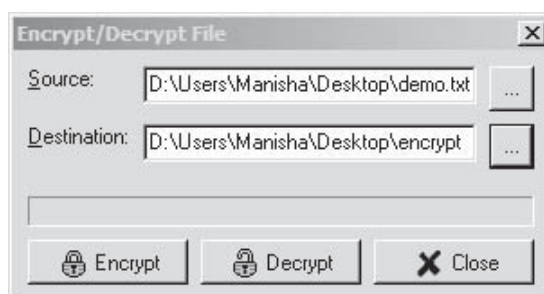 Encrypt/Decrypt File
Source: D:\Users\Manisha\Desktop\demo.txt ...
Destination: D:\Users\Manisha\Desktop\encrypt ...
Encrypt Decrypt Close